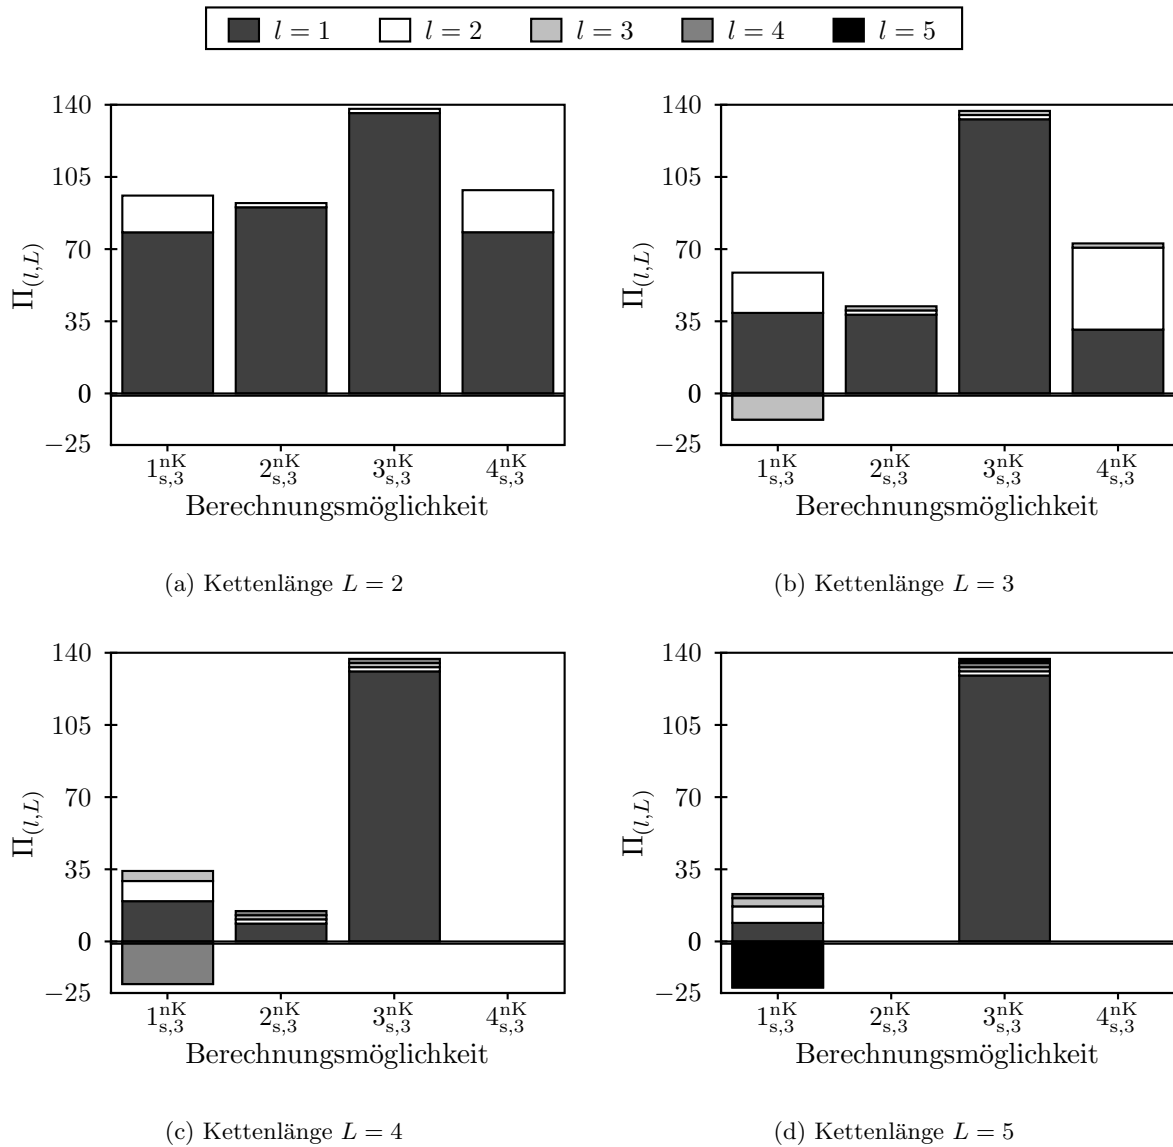 l = 1 l = 2 l = 3 l = 4 l = 5
140
105
70
35
0
−25
Π(l,L)
1ⁿᴷs,3 2ⁿᴷs,3 3ⁿᴷs,3 4ⁿᴷs,3
Berechnungsmöglichkeit
(a) Kettenlänge L = 2
140
105
70
35
0
−25
Π(l,L)
1ⁿᴷs,3 2ⁿᴷs,3 3ⁿᴷs,3 4ⁿᴷs,3
Berechnungsmöglichkeit
(b) Kettenlänge L = 3
140
105
70
35
0
−25
Π(l,L)
1ⁿᴷs,3 2ⁿᴷs,3 3ⁿᴷs,3 4ⁿᴷs,3
Berechnungsmöglichkeit
(c) Kettenlänge L = 4
140
105
70
35
0
−25
Π(l,L)
1ⁿᴷs,3 2ⁿᴷs,3 3ⁿᴷs,3 4ⁿᴷs,3
Berechnungsmöglichkeit
(d) Kettenlänge L = 5